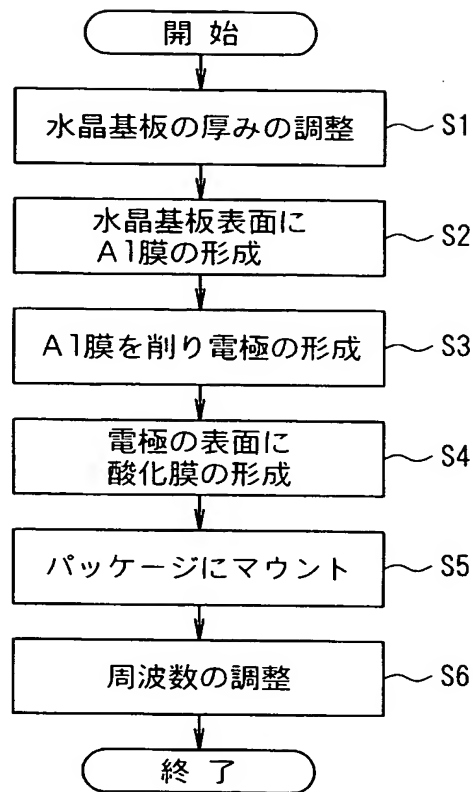 開始
水晶基板の厚みの調整
S1
水晶基板表面に
A1膜の形成
S2
A1膜を削り電極の形成
S3
電極の表面に
酸化膜の形成
S4
パッケージにマウント
S5
周波数の調整
S6
終了